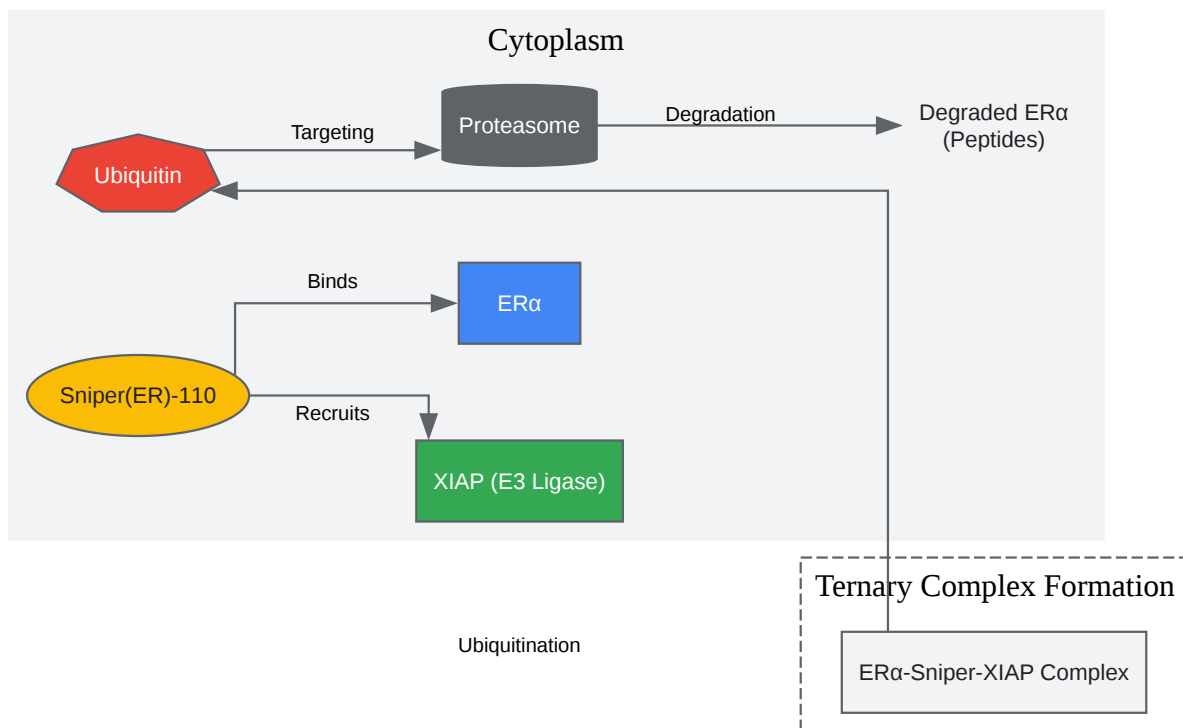 Cytoplasm
Targeting
Proteasome
Degradation
Degraded ERα
(Peptides)
Ubiquitin
Binds
ERα
Sniper(ER)-110
Recruits
XIAP (E3 Ligase)
Ternary Complex Formation
Ubiquitination
ERα-Sniper-XIAP Complex